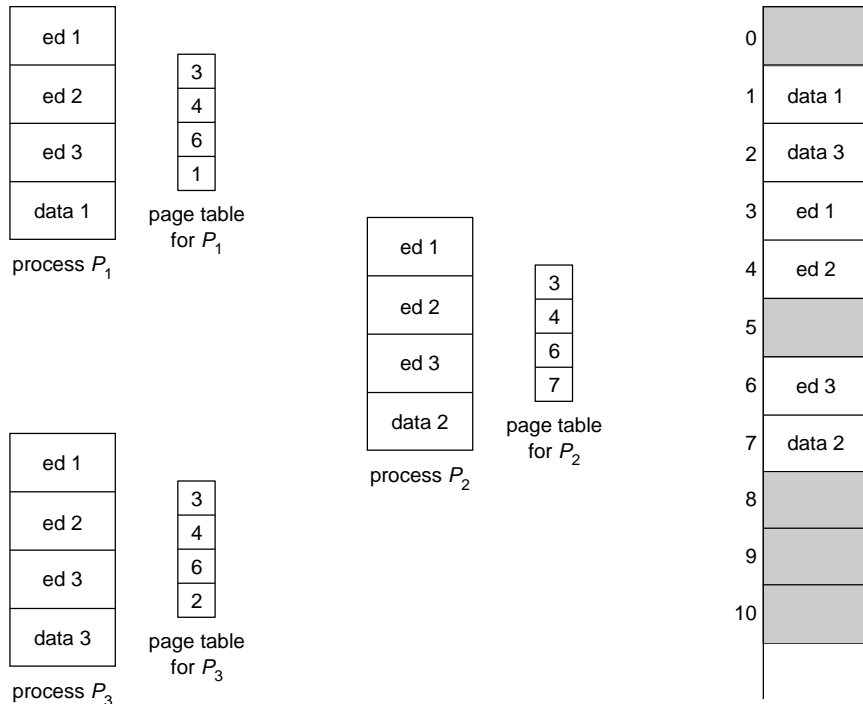 ed 1
ed 2
ed 3
data 1
process P1
3
4
6
1
page table
for P1
ed 1
ed 2
ed 3
data 2
process P2
3
4
6
7
page table
for P2
ed 1
ed 2
ed 3
data 3
process P3
3
4
6
2
page table
for P3
0
1 data 1
2 data 3
3 ed 1
4 ed 2
5
6 ed 3
7 data 2
8
9
10